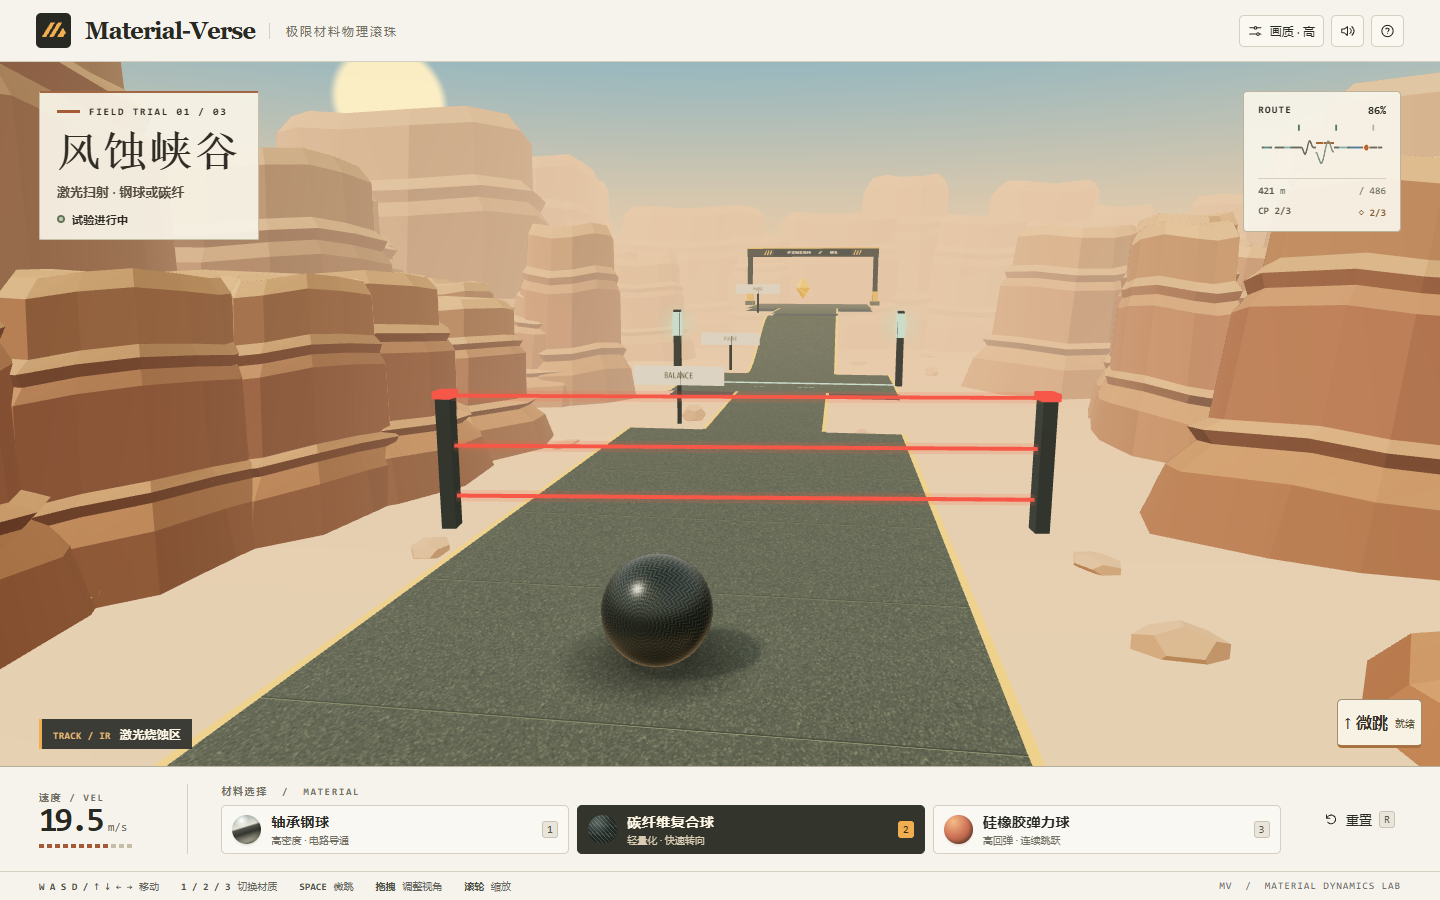 Material-Verse
极限材料物理滚珠
画质 · 高
FIELD TRIAL 01 / 03
风蚀峡谷
激光扫射 · 钢球或碳纤
试验进行中
ROUTE 86%
421 m / 486
CP 2/3 ◇ 2/3
BALANCE
TRACK / IR 激光烧蚀区
↑ 微跳 就绪
速度 / VEL
19.5 m/s
材料选择 / MATERIAL
轴承钢球
高密度 · 电路导通
1
碳纤维复合球
轻量化 · 快速转向
2
硅橡胶弹力球
高回弹 · 连续跳跃
3
重置 R
W A S D / ↑ ↓ ← → 移动 1 / 2 / 3 切换材质 SPACE 微跳 拖拽 调整视角 滚轮 缩放
MV / MATERIAL DYNAMICS LAB